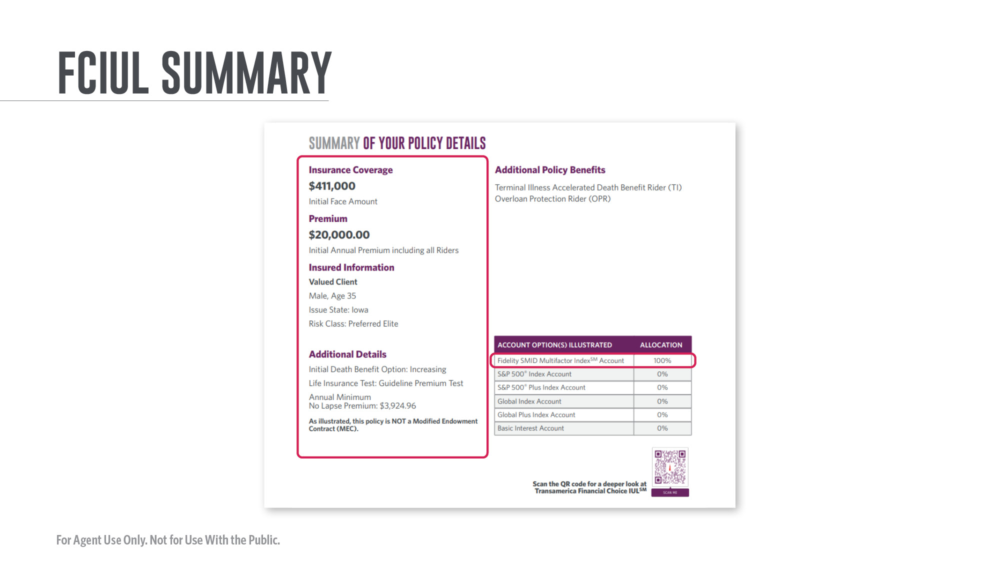 FCIUL SUMMARY
SUMMARY OF YOUR POLICY DETAILS
Insurance Coverage
$411,000
Initial Face Amount
Premium
$20,000.00
Initial Annual Premium including all Riders
Insured Information
Valued Client
Male, Age 35
Issue State: Iowa
Risk Class: Preferred Elite
Additional Details
Initial Death Benefit Option: Increasing
Life Insurance Test: Guideline Premium Test
Annual Minimum
No Lapse Premium: $3,924.96
As illustrated, this policy is NOT a Modified Endowment
Contract (MEC).
Additional Policy Benefits
Terminal Illness Accelerated Death Benefit Rider (TI)
Overloan Protection Rider (OPR)
ACCOUNT OPTION(S) ILLUSTRATED ALLOCATION
Fidelity SMID Multifactor Index℠ Account 100%
S&P 500® Index Account 0%
S&P 500® Plus Index Account 0%
Global Index Account 0%
Global Plus Index Account 0%
Basic Interest Account 0%
Scan the QR code for a deeper look at
Transamerica Financial Choice IUL℠
SCAN ME
For Agent Use Only. Not for Use With the Public.